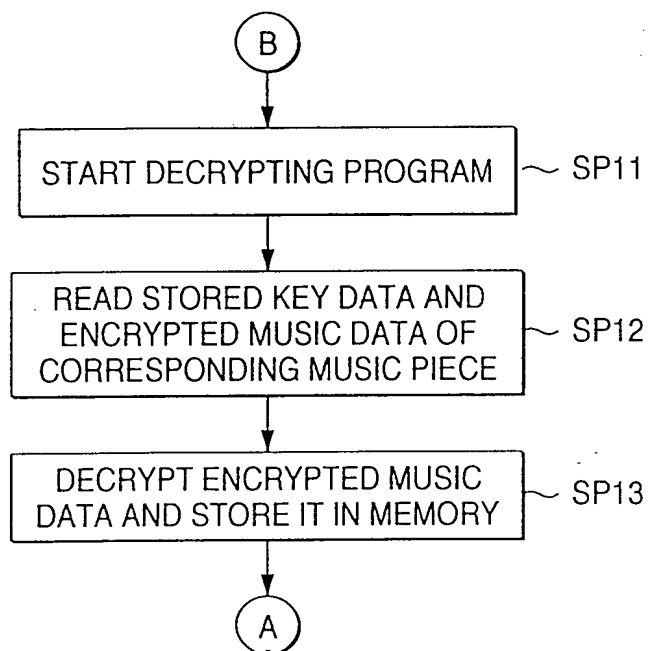 B
START DECRYPTING PROGRAM
SP11
READ STORED KEY DATA AND
ENCRYPTED MUSIC DATA OF
CORRESPONDING MUSIC PIECE
SP12
DECRYPT ENCRYPTED MUSIC
DATA AND STORE IT IN MEMORY
SP13
A